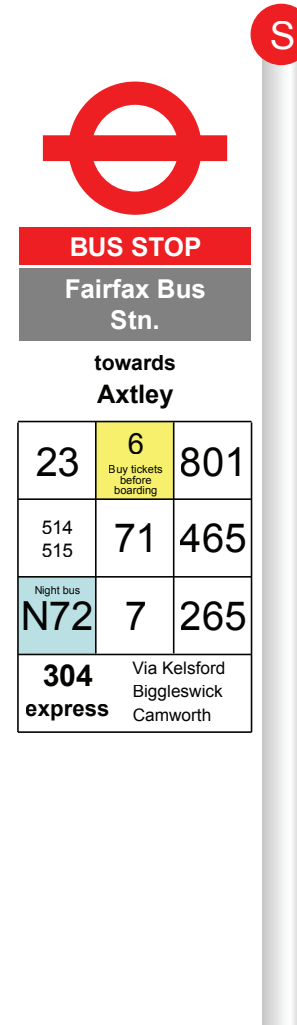 S
BUS STOP
Fairfax Bus
Stn.
towards
Axtley
23
6
Buy tickets
before
boarding
801
514
515
71
465
Night bus
N72
7
265
304
express
Via Kelsford
Biggleswick
Camworth